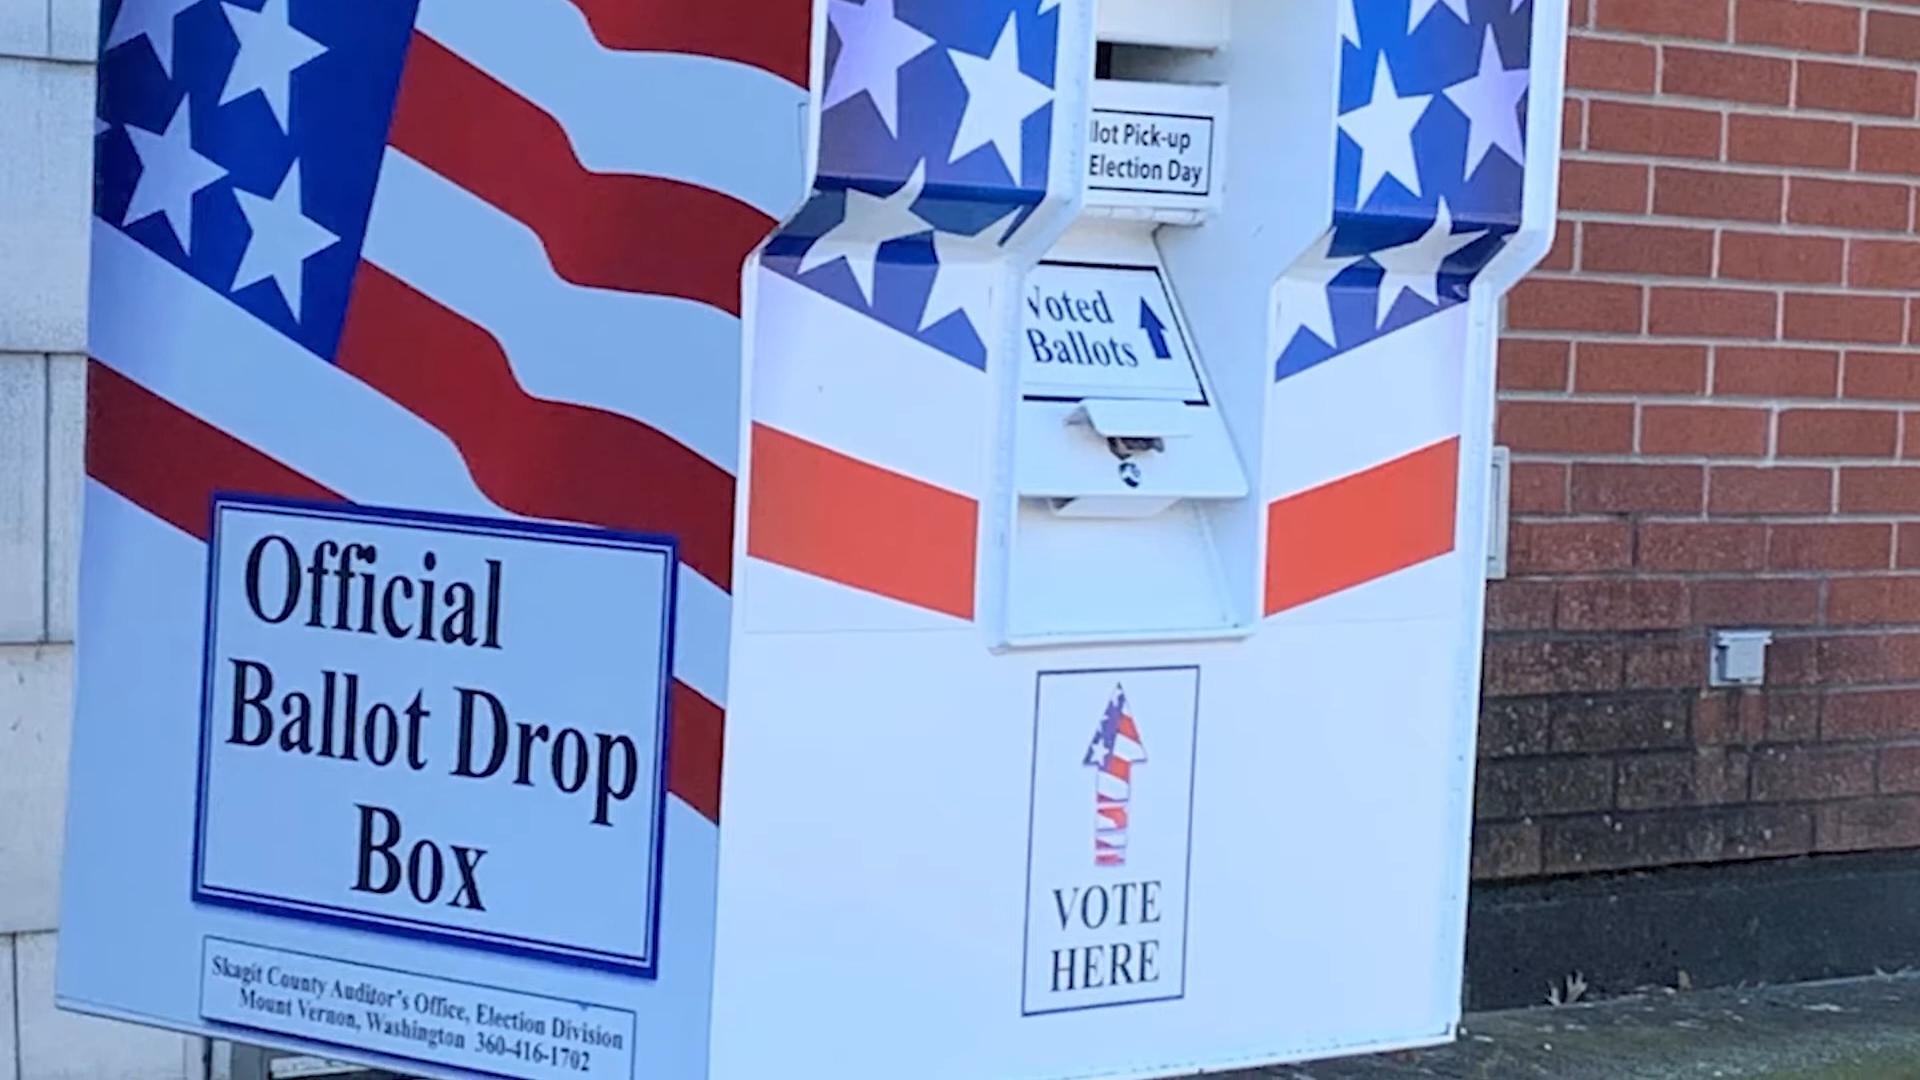 Official
Ballot Drop
Box
Skagit County Auditor's Office, Election Division
Mount Vernon, Washington 360-416-1702
Pick-up
Election Day
Voted
Ballots
VOTE
HERE